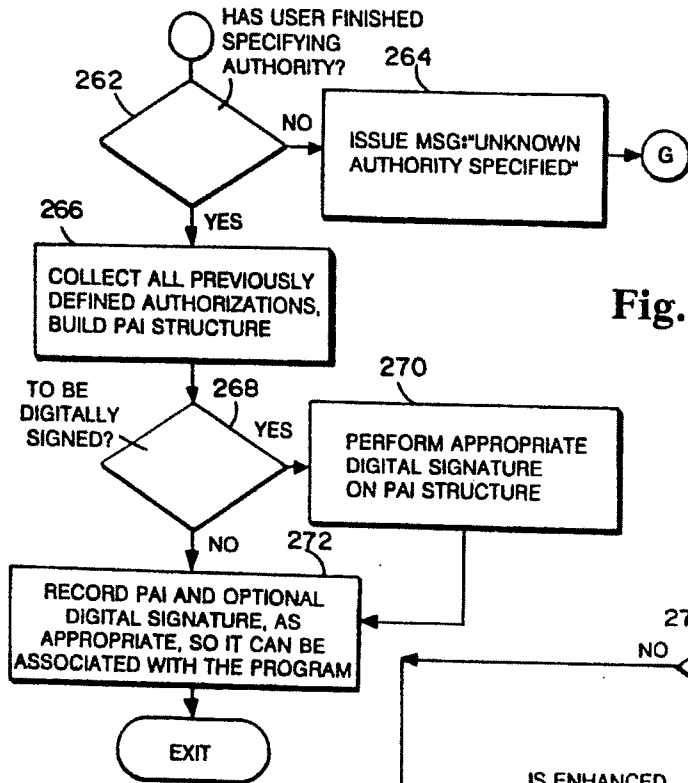 HAS USER FINISHED
SPECIFYING
AUTHORITY?
262
264
NO
ISSUE MSG:"UNKNOWN
AUTHORITY SPECIFIED"
G
YES
266
COLLECT ALL PREVIOUSLY
DEFINED AUTHORIZATIONS,
BUILD PAI STRUCTURE
Fig.
TO BE
DIGITALLY
SIGNED?
268
YES
270
PERFORM APPROPRIATE
DIGITAL SIGNATURE
ON PAI STRUCTURE
NO
272
RECORD PAI AND OPTIONAL
DIGITAL SIGNATURE, AS
APPROPRIATE, SO IT CAN BE
ASSOCIATED WITH THE PROGRAM
27
NO
EXIT
IS ENHANCED